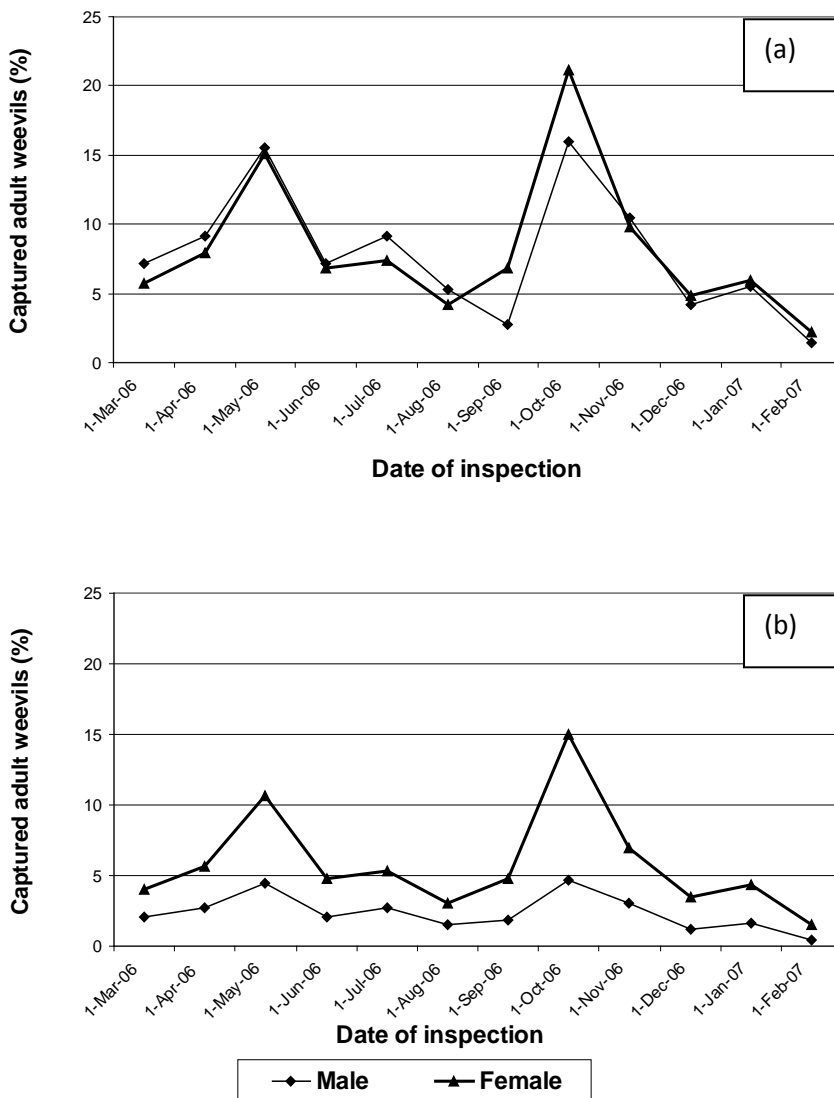 (a)
Captured adult weevils (%)
25
20
15
10
5
0
1-Mar-06
1-Apr-06
1-May-06
1-Jun-06
1-Jul-06
1-Aug-06
1-Sep-06
1-Oct-06
1-Nov-06
1-Dec-06
1-Jan-07
1-Feb-07
Date of inspection
(b)
Captured adult weevils (%)
25
20
15
10
5
0
1-Mar-06
1-Apr-06
1-May-06
1-Jun-06
1-Jul-06
1-Aug-06
1-Sep-06
1-Oct-06
1-Nov-06
1-Dec-06
1-Jan-07
1-Feb-07
Date of inspection
Male Female